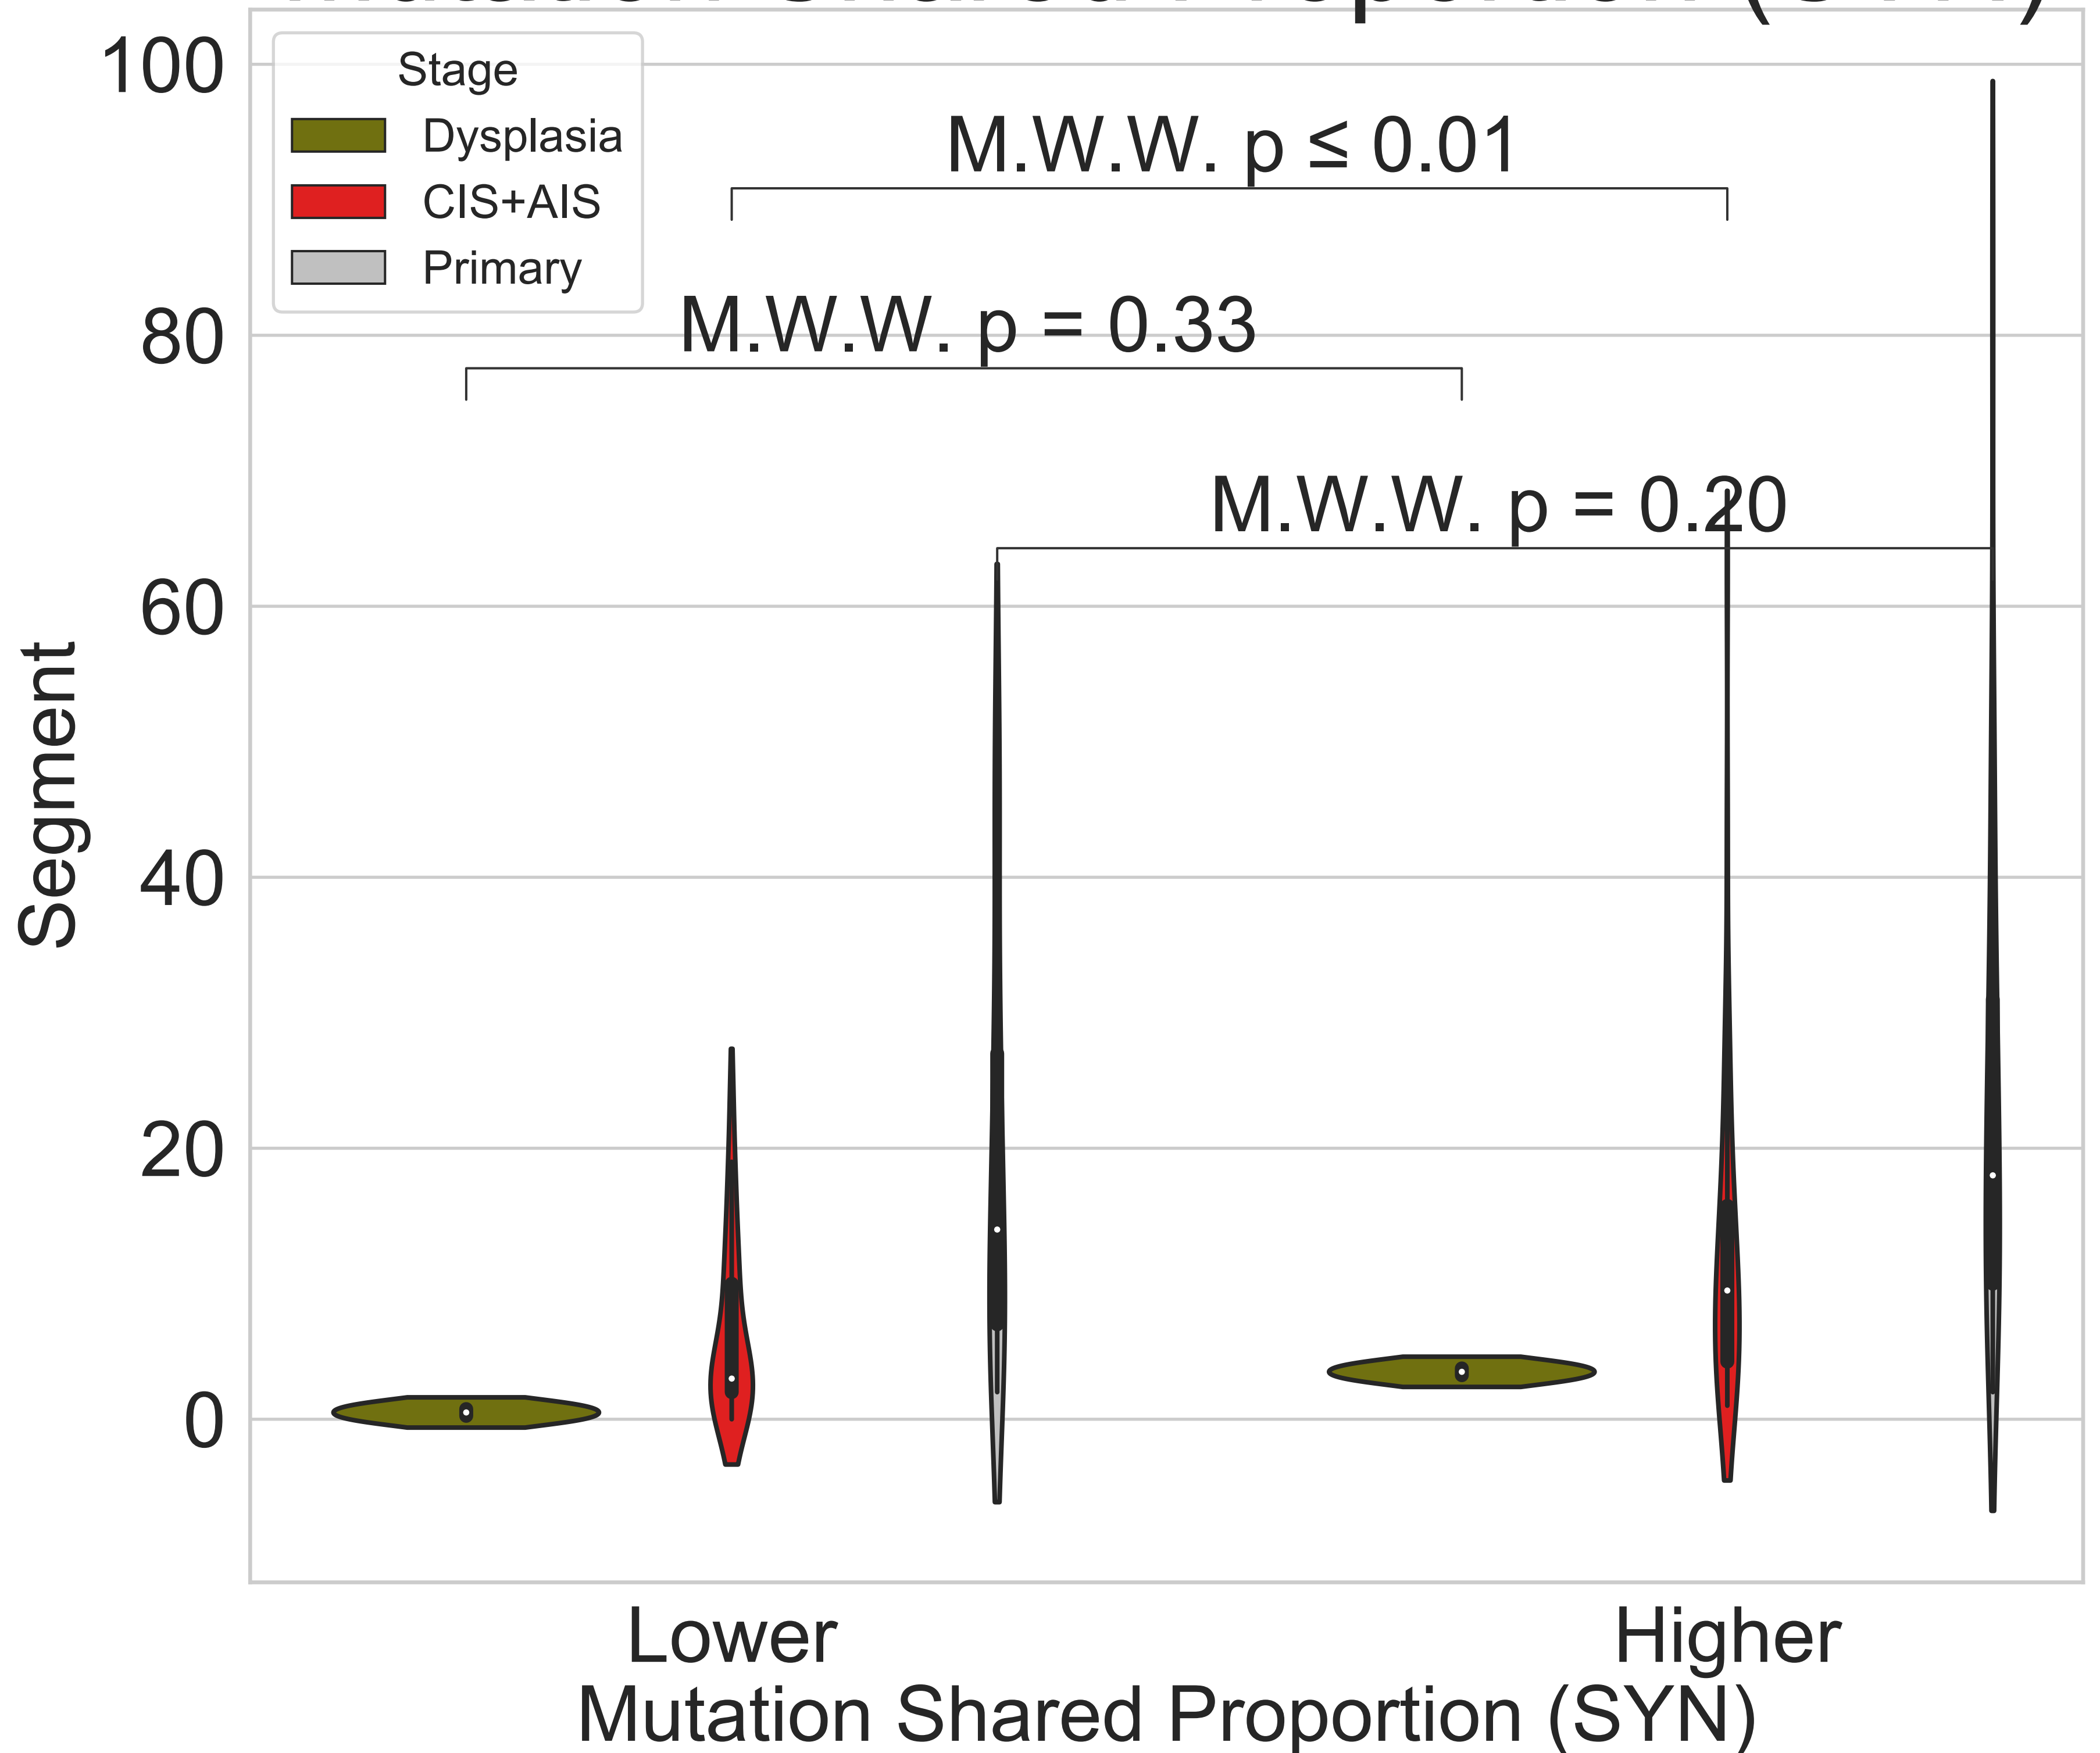 Stage
Dysplasia
CIS+AIS
Primary
M.W.W. p ≤ 0.01
M.W.W. p = 0.33
M.W.W. p = 0.20
100
80
60
40
20
0
Segment
Lower
Higher
Mutation Shared Proportion (SYN)